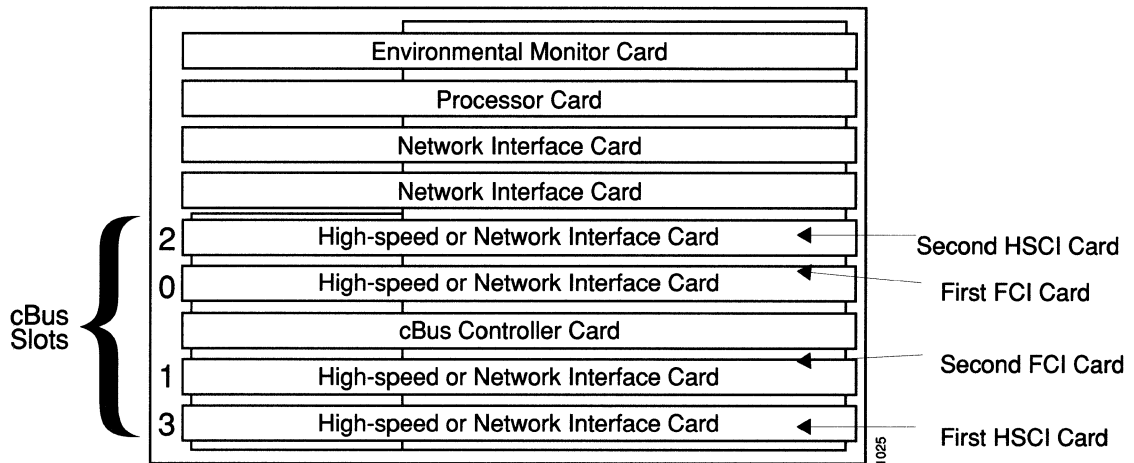 Environmental Monitor Card
Processor Card
Network Interface Card
Network Interface Card
2 High-speed or Network Interface Card
Second HSCI Card
0 High-speed or Network Interface Card
First FCI Card
cBus
Slots
cBus Controller Card
1 High-speed or Network Interface Card
Second FCI Card
3 High-speed or Network Interface Card
First HSCI Card
1025